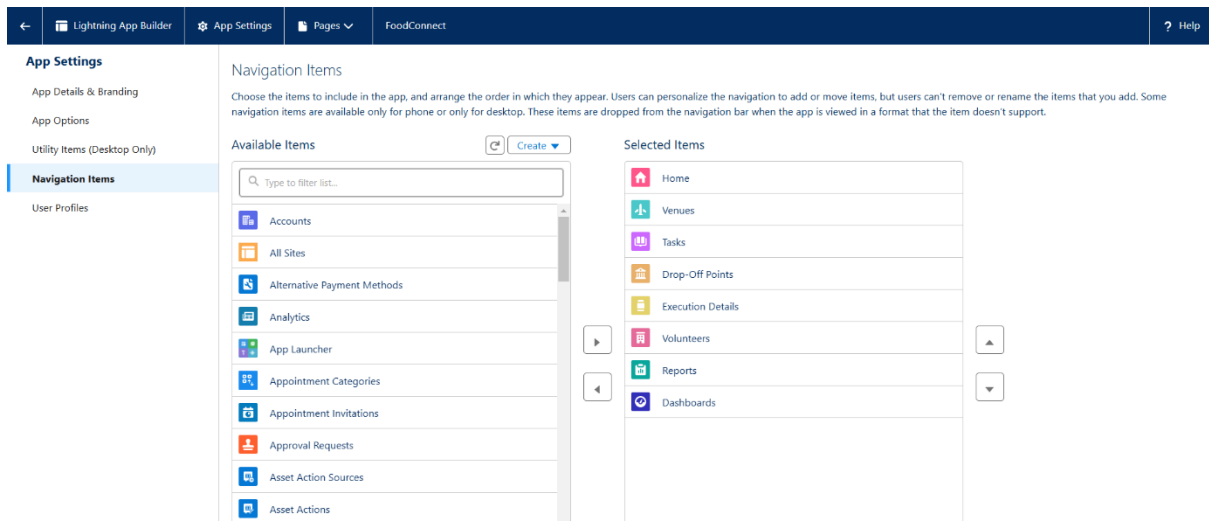 Lightning App Builder
App Settings
Pages
FoodConnect
? Help
App Settings
App Details & Branding
App Options
Utility Items (Desktop Only)
Navigation Items
User Profiles
Navigation Items
Choose the items to include in the app, and arrange the order in which they appear. Users can personalize the navigation to add or move items, but users can't remove or rename the items that you add. Some
navigation items are available only for phone or only for desktop. These items are dropped from the navigation bar when the app is viewed in a format that the item doesn't support.
Available Items
Create
Type to filter list...
Accounts
All Sites
Alternative Payment Methods
Analytics
App Launcher
Appointment Categories
Appointment Invitations
Approval Requests
Asset Action Sources
Asset Actions
Selected Items
Home
Venues
Tasks
Drop-Off Points
Execution Details
Volunteers
Reports
Dashboards